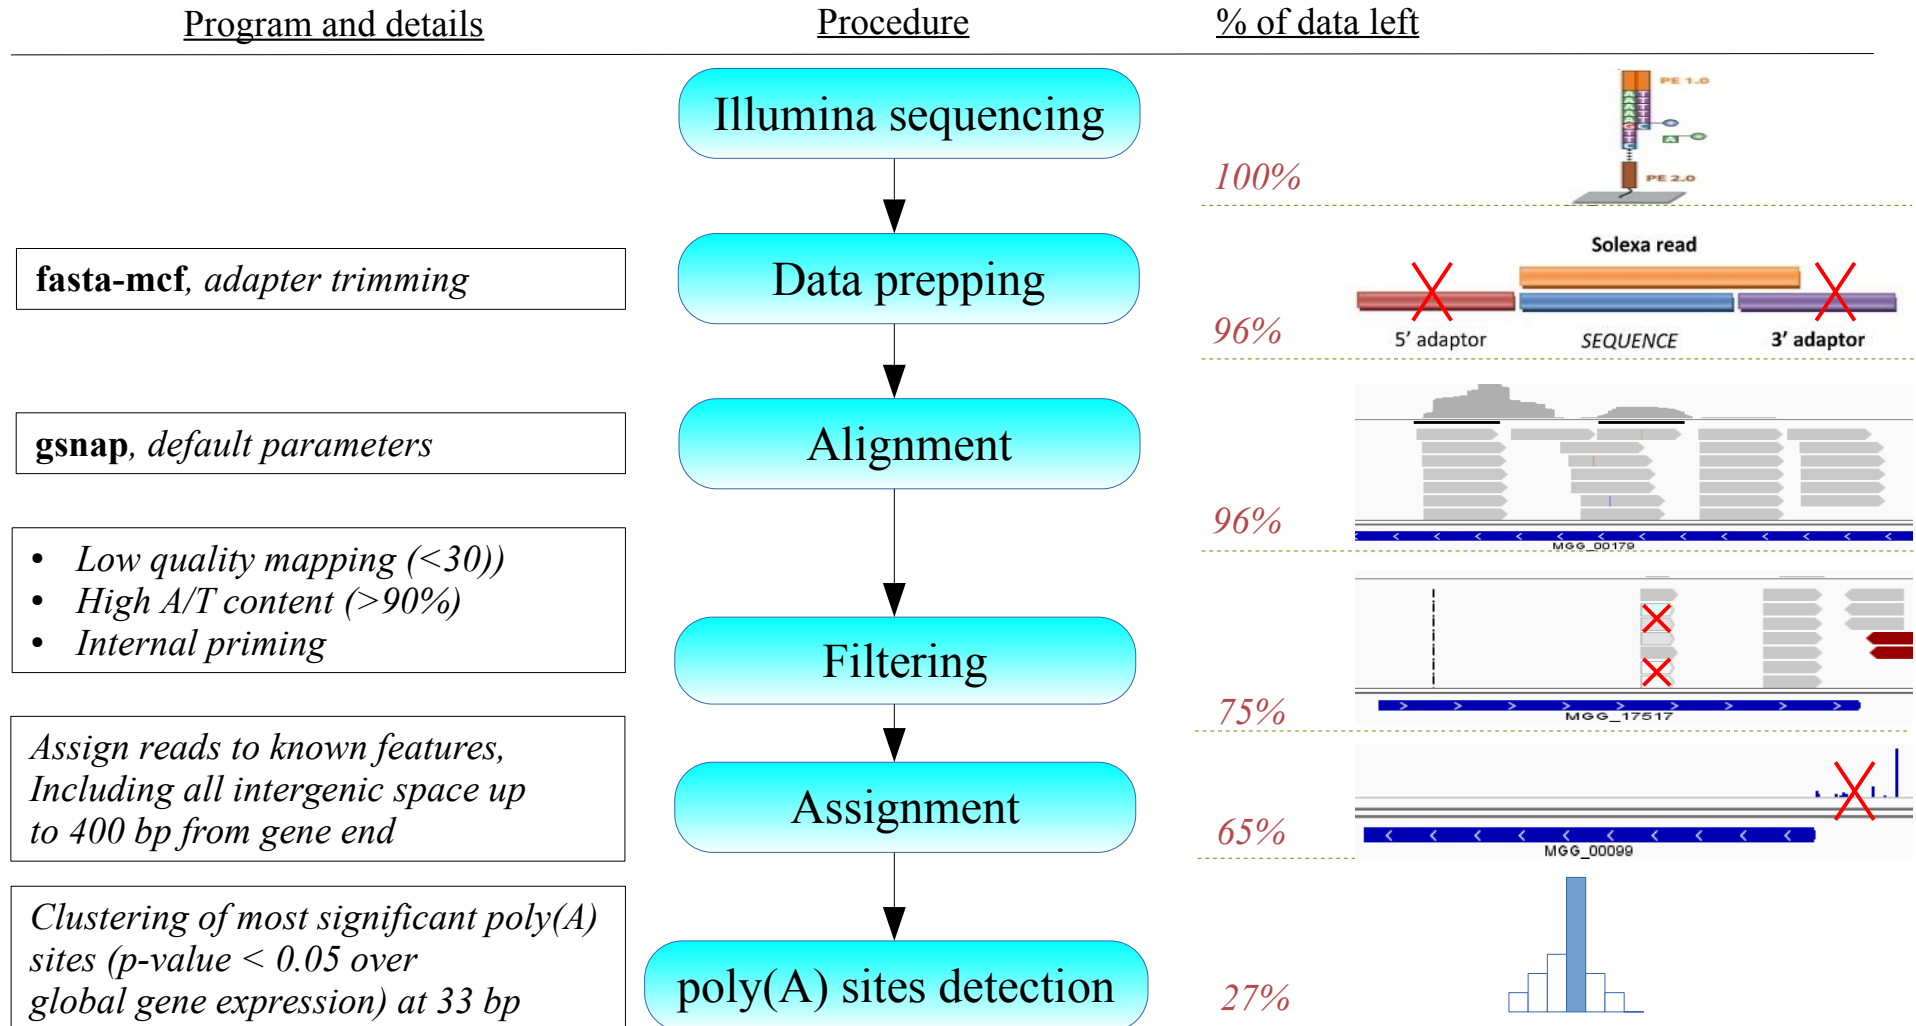 Program and details
Procedure
% of data left
Illumina sequencing
PE 1.0
A
PE 2.0
100%
fasta-mcf, adapter trimming
Data prepping
96%
Solexa read
5' adaptor
SEQUENCE
3' adaptor
gsnap, default parameters
Alignment
96%
MGG_00179
• Low quality mapping (<30))
• High A/T content (>90%)
• Internal priming
Filtering
75%
MGG_17517
Assign reads to known features,
Including all intergenic space up
to 400 bp from gene end
Assignment
65%
MGG_00099
Clustering of most significant poly(A)
sites (p-value < 0.05 over
global gene expression) at 33 bp
poly(A) sites detection
27%